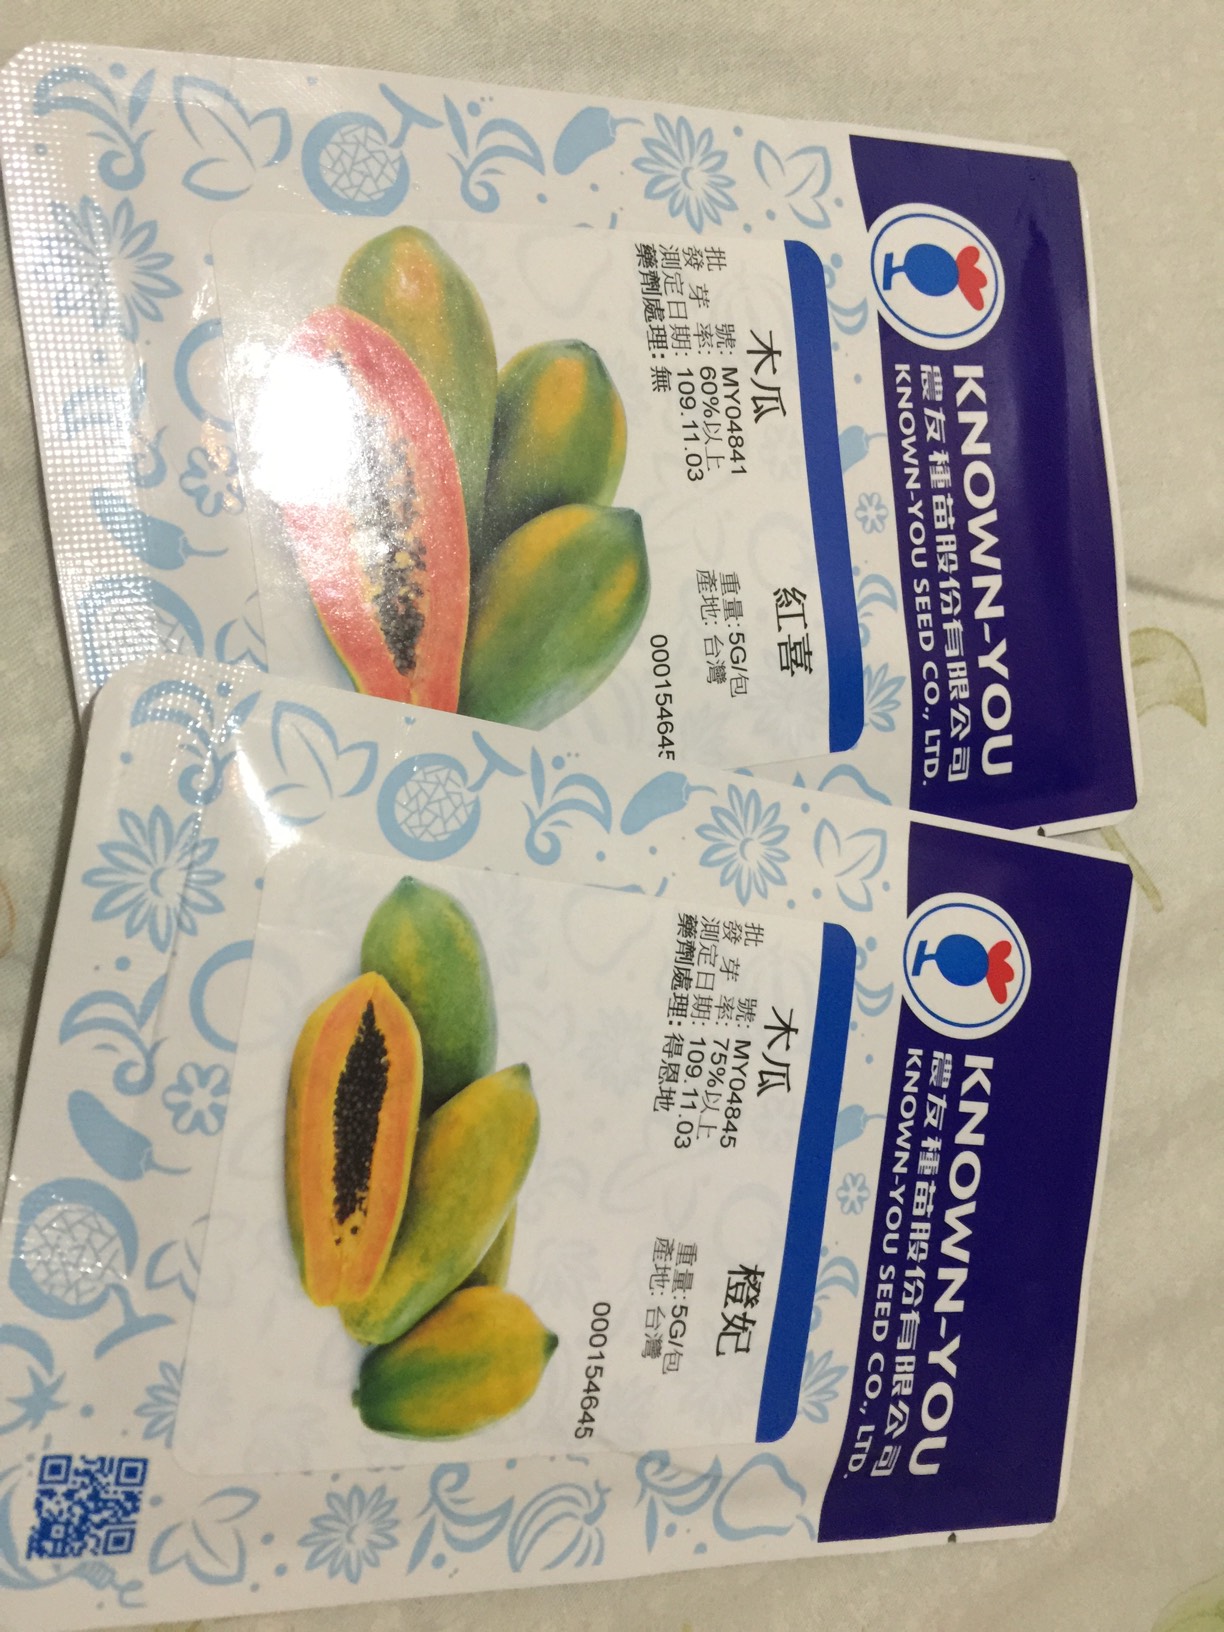 KNOWN-YOU
農友種苗股份有限公司
KNOWN-YOU SEED CO., LTD.
木瓜 紅喜
批號: MY04841
發芽率: 60%以上 重量: 5G/包
測定日期: 109.11.03 產地: 台灣
藥劑處理: 無
000154645
KNOWN-YOU
農友種苗股份有限公司
KNOWN-YOU SEED CO., LTD.
木瓜 橙妃
批號: MY04845
發芽率: 75%以上 重量: 5G/包
測定日期: 109.11.03 產地: 台灣
藥劑處理: 得恩地
000154645